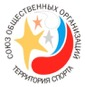 СОЮЗ ОБЩЕСТВЕННЫХ ОРГАНИЗАЦИЙ
ТЕРРИТОРИЯ СПОРТА